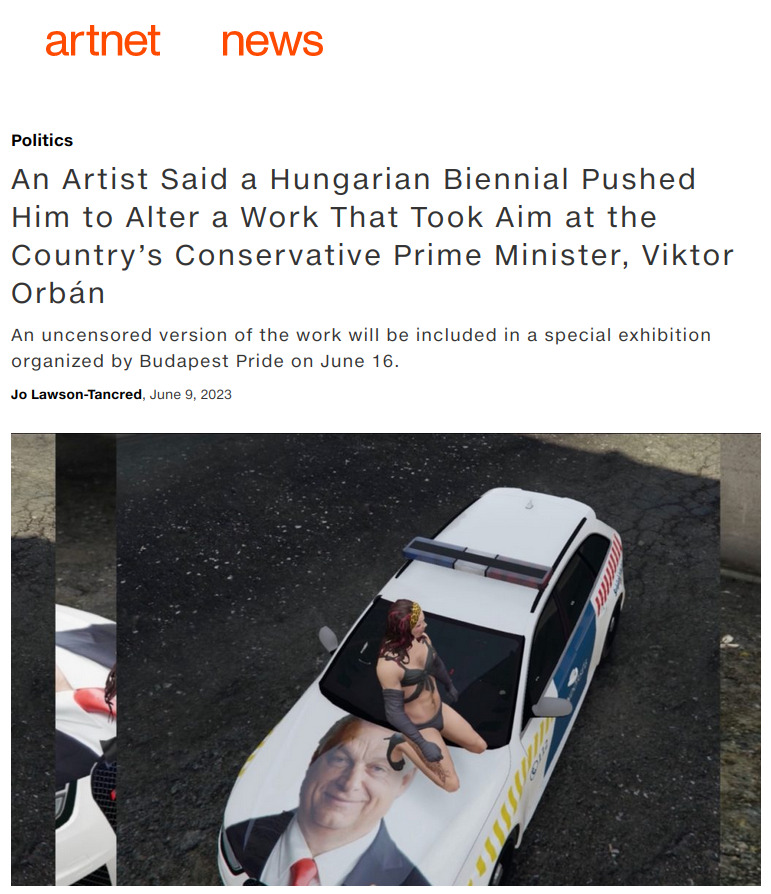 artnet news
Politics
An Artist Said a Hungarian Biennial Pushed
Him to Alter a Work That Took Aim at the
Country’s Conservative Prime Minister, Viktor
Orbán
An uncensored version of the work will be included in a special exhibition
organized by Budapest Pride on June 16.
Jo Lawson-Tancred, June 9, 2023